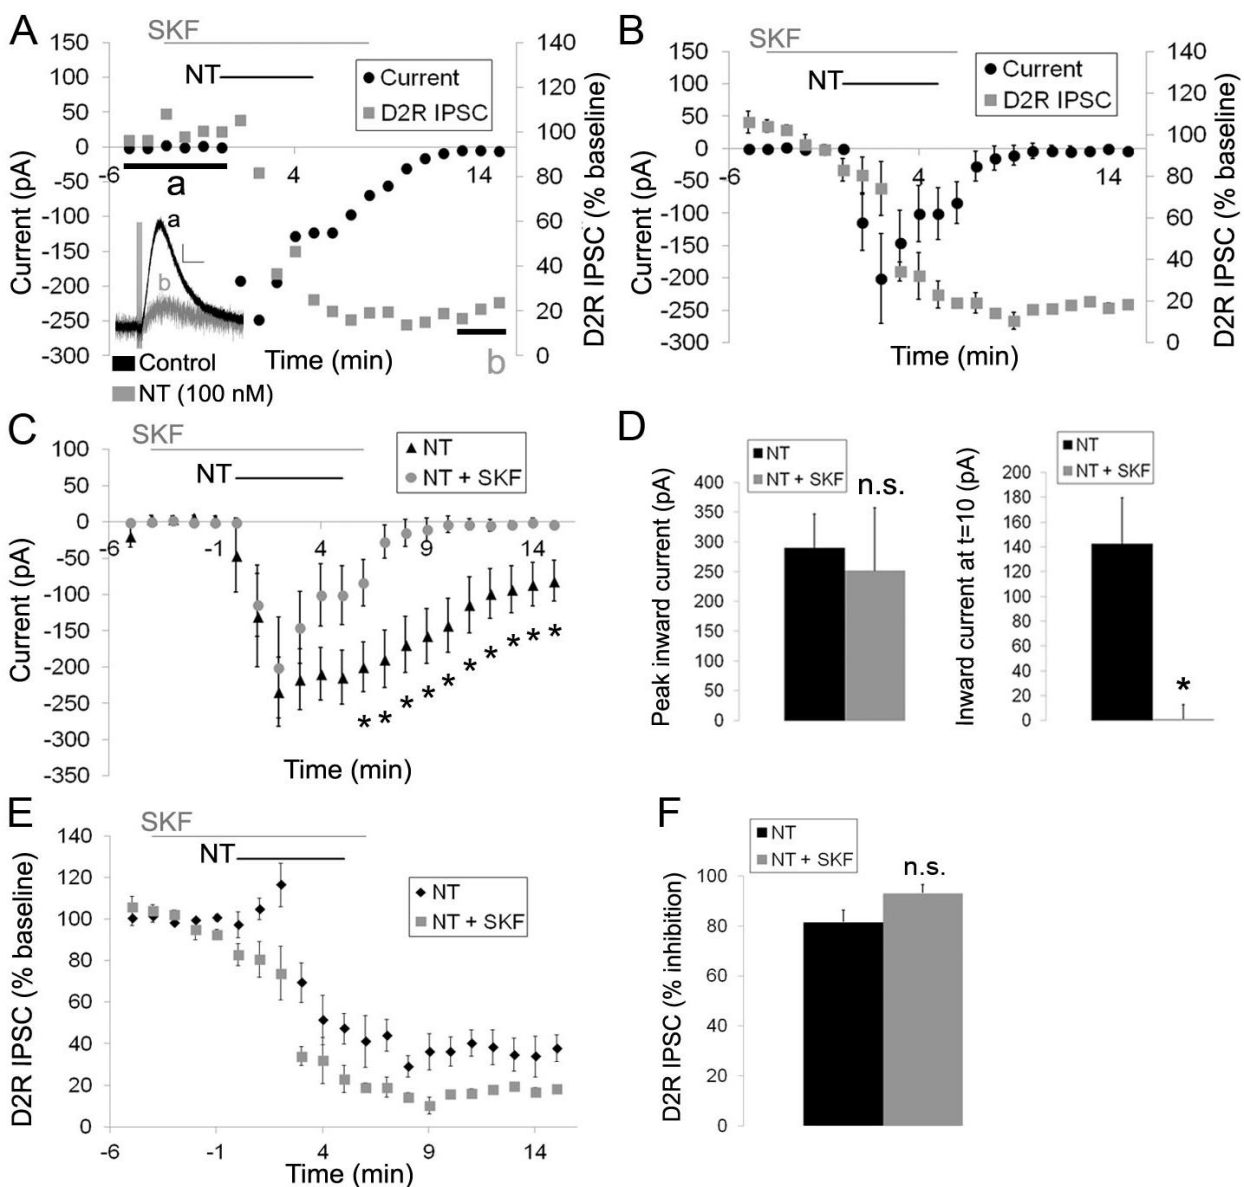 A
SKF
NT
Current
D2R IPSC
150
100
50
0
-50
-100
-150
-200
-250
-300
-6
4
14
140
120
100
80
60
40
20
0
Current (pA)
D2R IPSC (% baseline)
a
a
b
b
Time (min)
Control
NT (100 nM)
B
SKF
NT
Current
D2R IPSC
150
100
50
0
-50
-100
-150
-200
-250
-300
-6
4
14
140
120
100
80
60
40
20
0
Current (pA)
D2R IPSC (% baseline)
Time (min)
C
SKF
NT
NT
NT + SKF
100
50
0
-50
-100
-150
-200
-250
-300
-350
-6
-1
4
9
14
Current (pA)
* * * * * * * * * *
Time (min)
D
NT
NT + SKF
n.s.
400
350
300
250
200
150
100
50
0
Peak inward current (pA)
NT
NT + SKF
200
180
160
140
120
100
80
60
40
20
0
Inward current at t=10 (pA)
*
E
SKF
NT
NT
NT + SKF
140
120
100
80
60
40
20
0
-6
-1
4
9
14
D2R IPSC (% baseline)
Time (min)
F
NT
NT + SKF
n.s.
100
80
60
40
20
0
D2R IPSC (% inhibition)